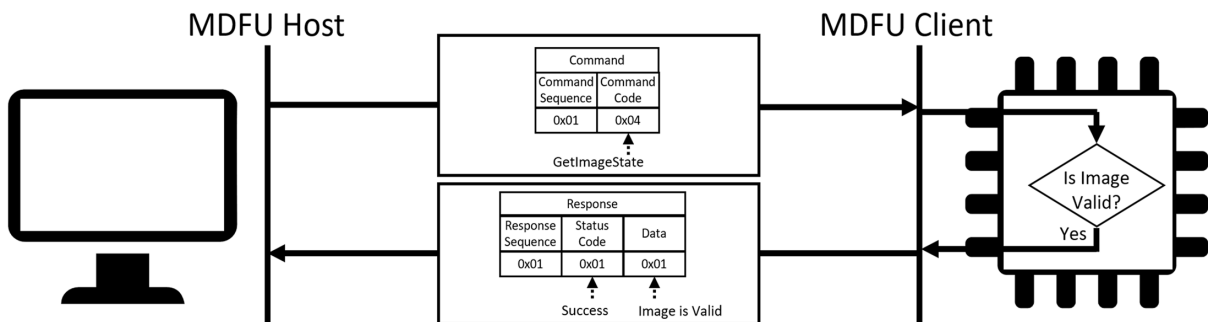 MDFU Host
MDFU Client
Command
Command Sequence
Command Code
0x01
0x04
GetImageState
Is Image
Valid?
Yes
Response
Response Sequence
Status Code
Data
0x01
0x01
0x01
Success
Image is Valid